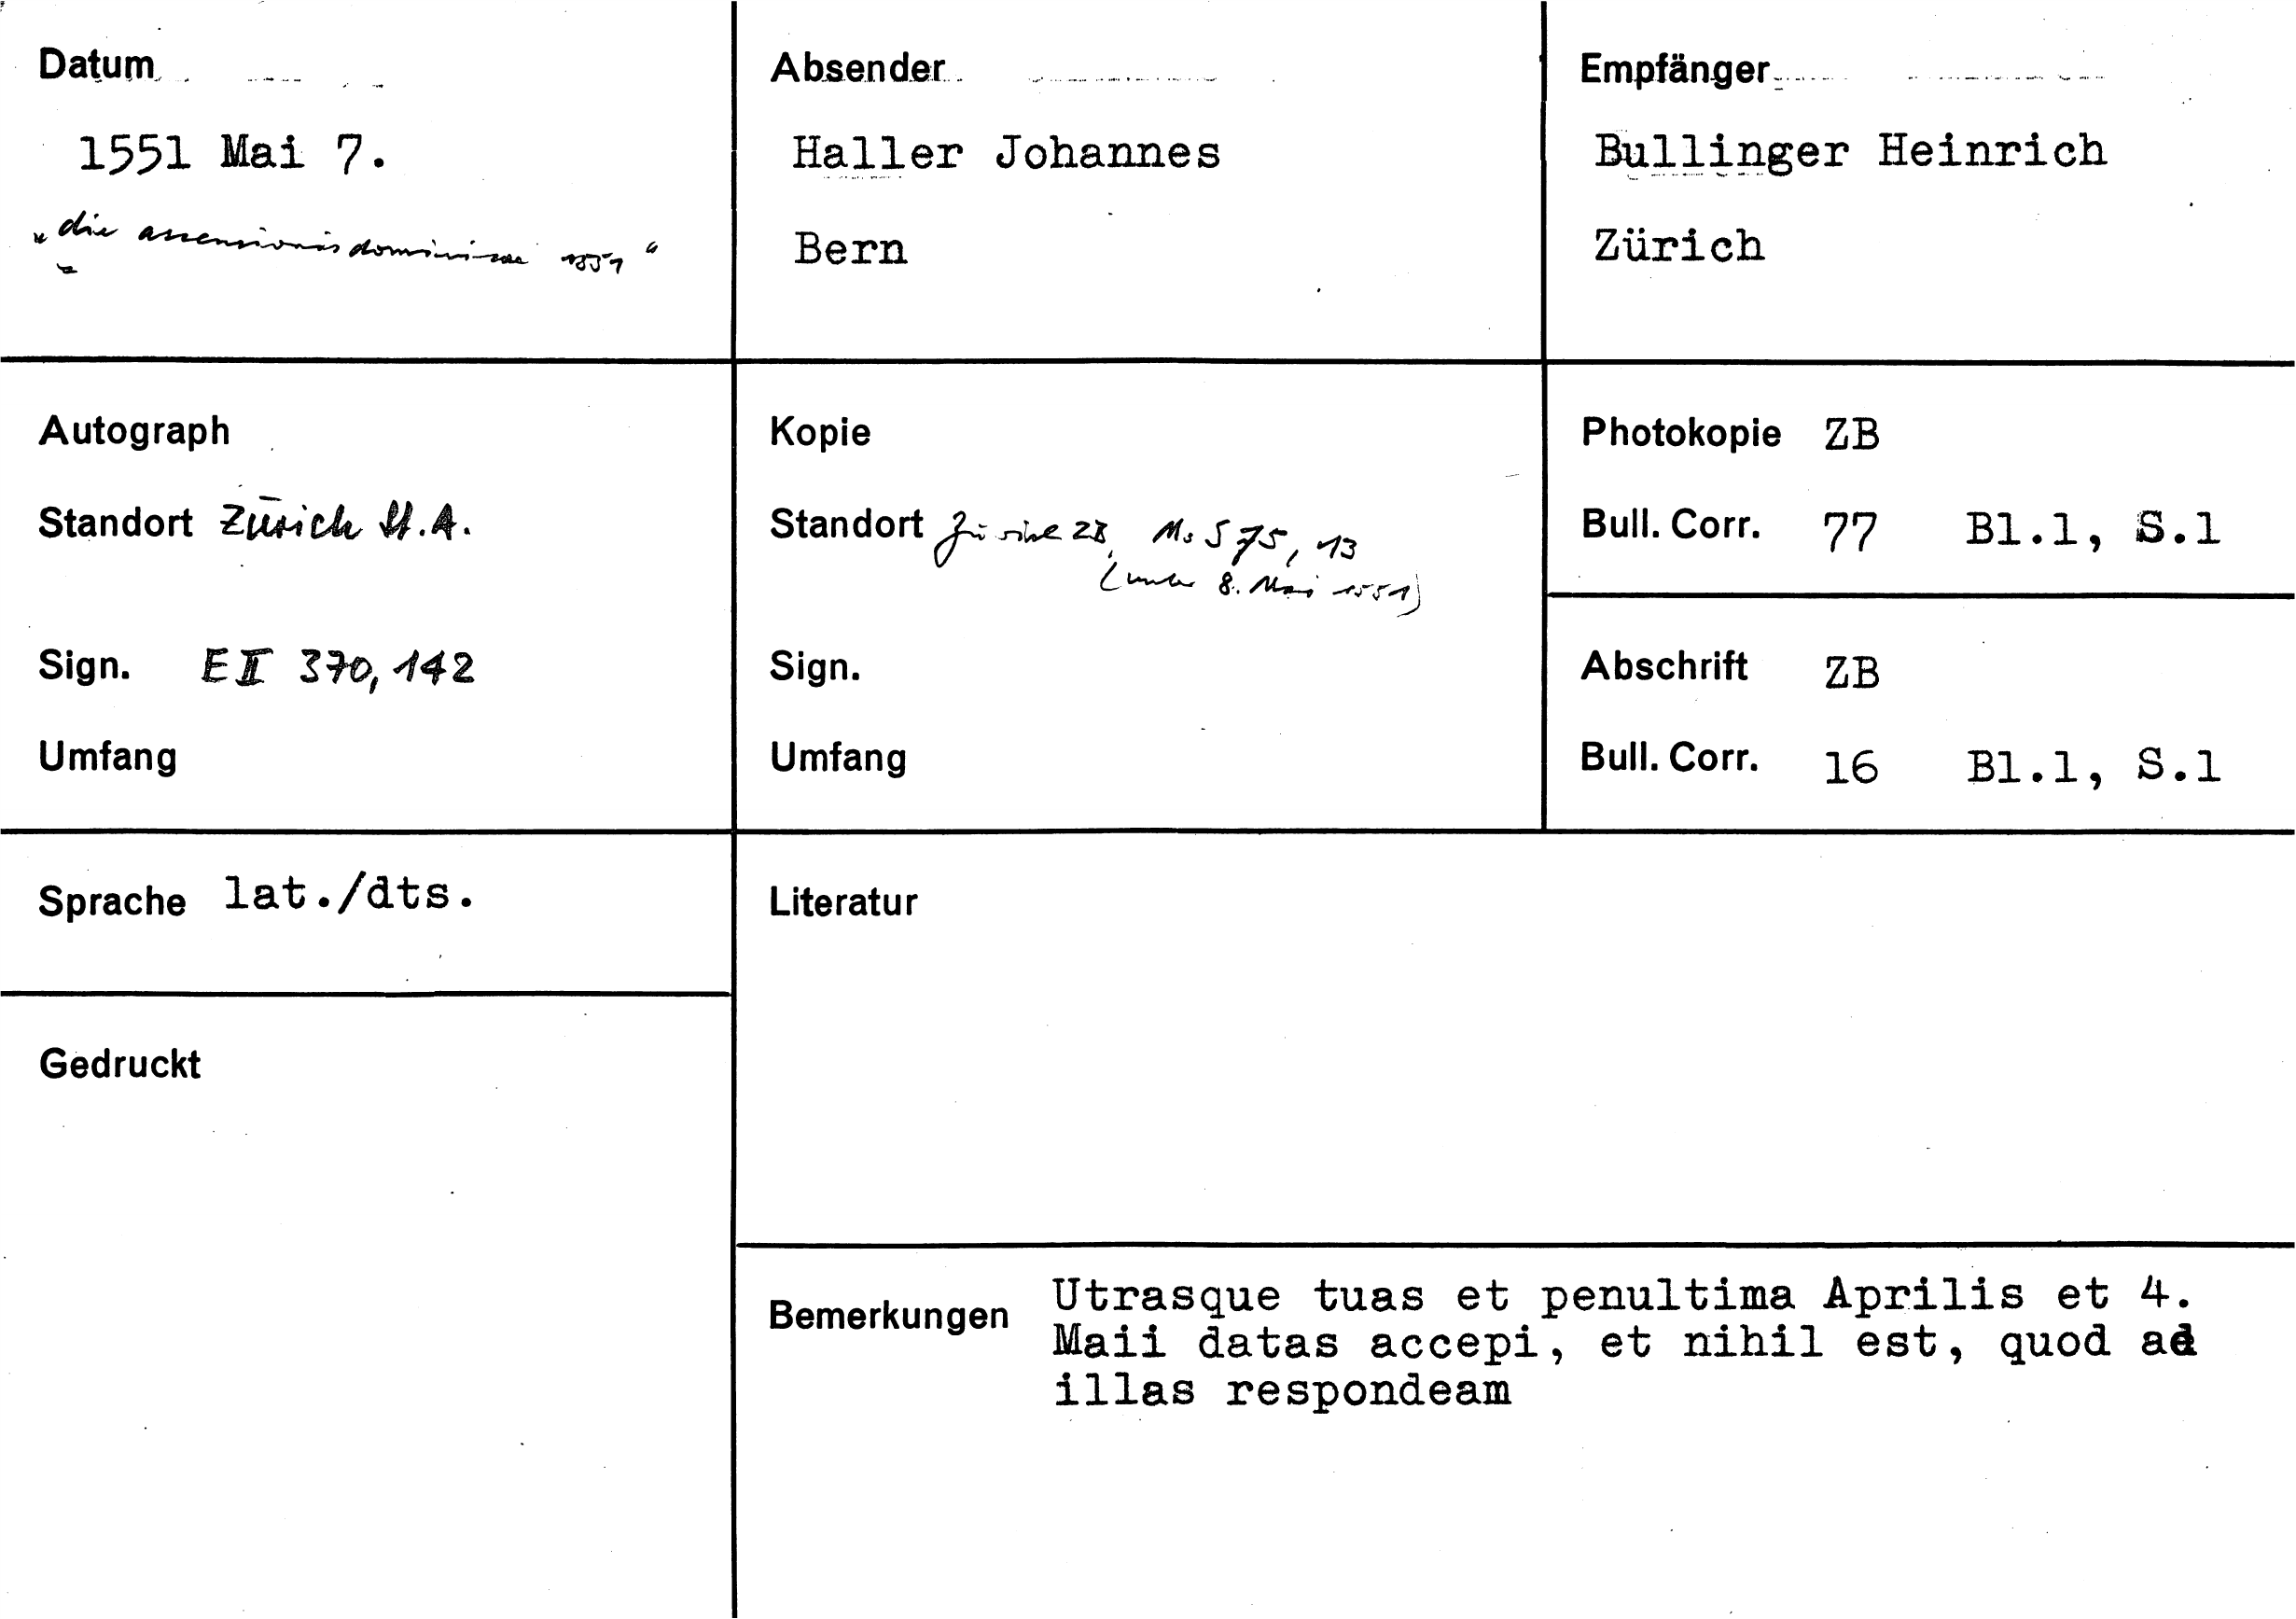 Datum
1551 Mai 7.
„die ascensionis dominicae 1551“
Absender
Haller Johannes
Bern
Empfänger
Bullinger Heinrich
Zürich
Autograph
Standort Zürich St.A.
Sign. E II 370, 142
Umfang
Kopie
Standort Zürich ZB, Ms S 75, 13
(unter 8. Mai 1551)
Sign.
Umfang
Photokopie ZB
Bull. Corr. 77 Bl.1, S.1
Abschrift ZB
Bull. Corr. 16 Bl.1, S.1
Sprache lat./dts.
Gedruckt
Literatur
Bemerkungen Utrasque tuas et penultima Aprilis et 4.
Maii datas accepi, et nihil est, quod ad
illas respondeam